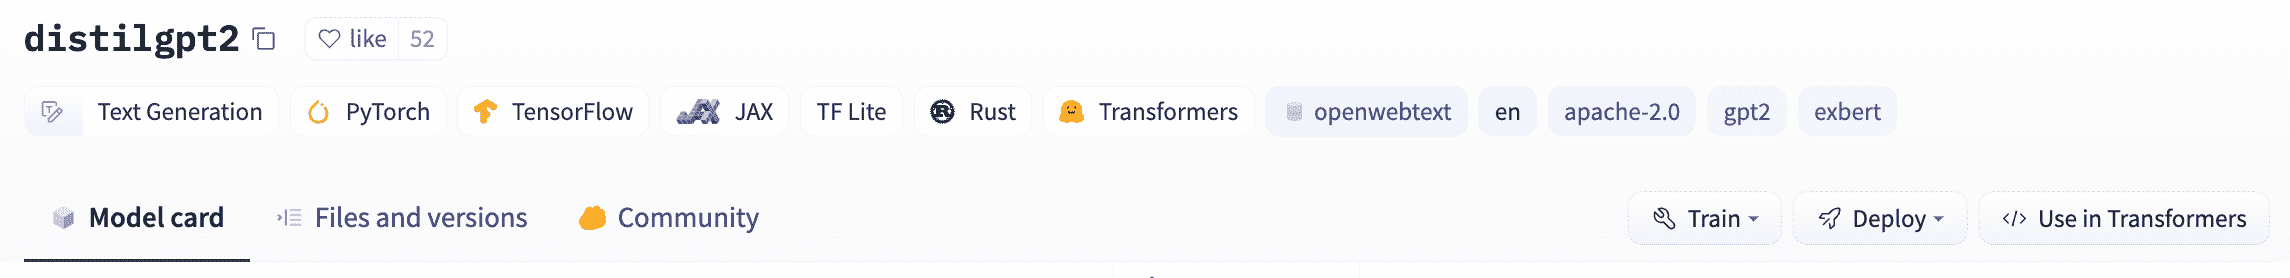 distilgpt2 like 52
Text Generation PyTorch TensorFlow JAX TF Lite Rust Transformers openwebtext en apache-2.0 gpt2 exbert
Model card Files and versions Community Train Deploy </> Use in Transformers